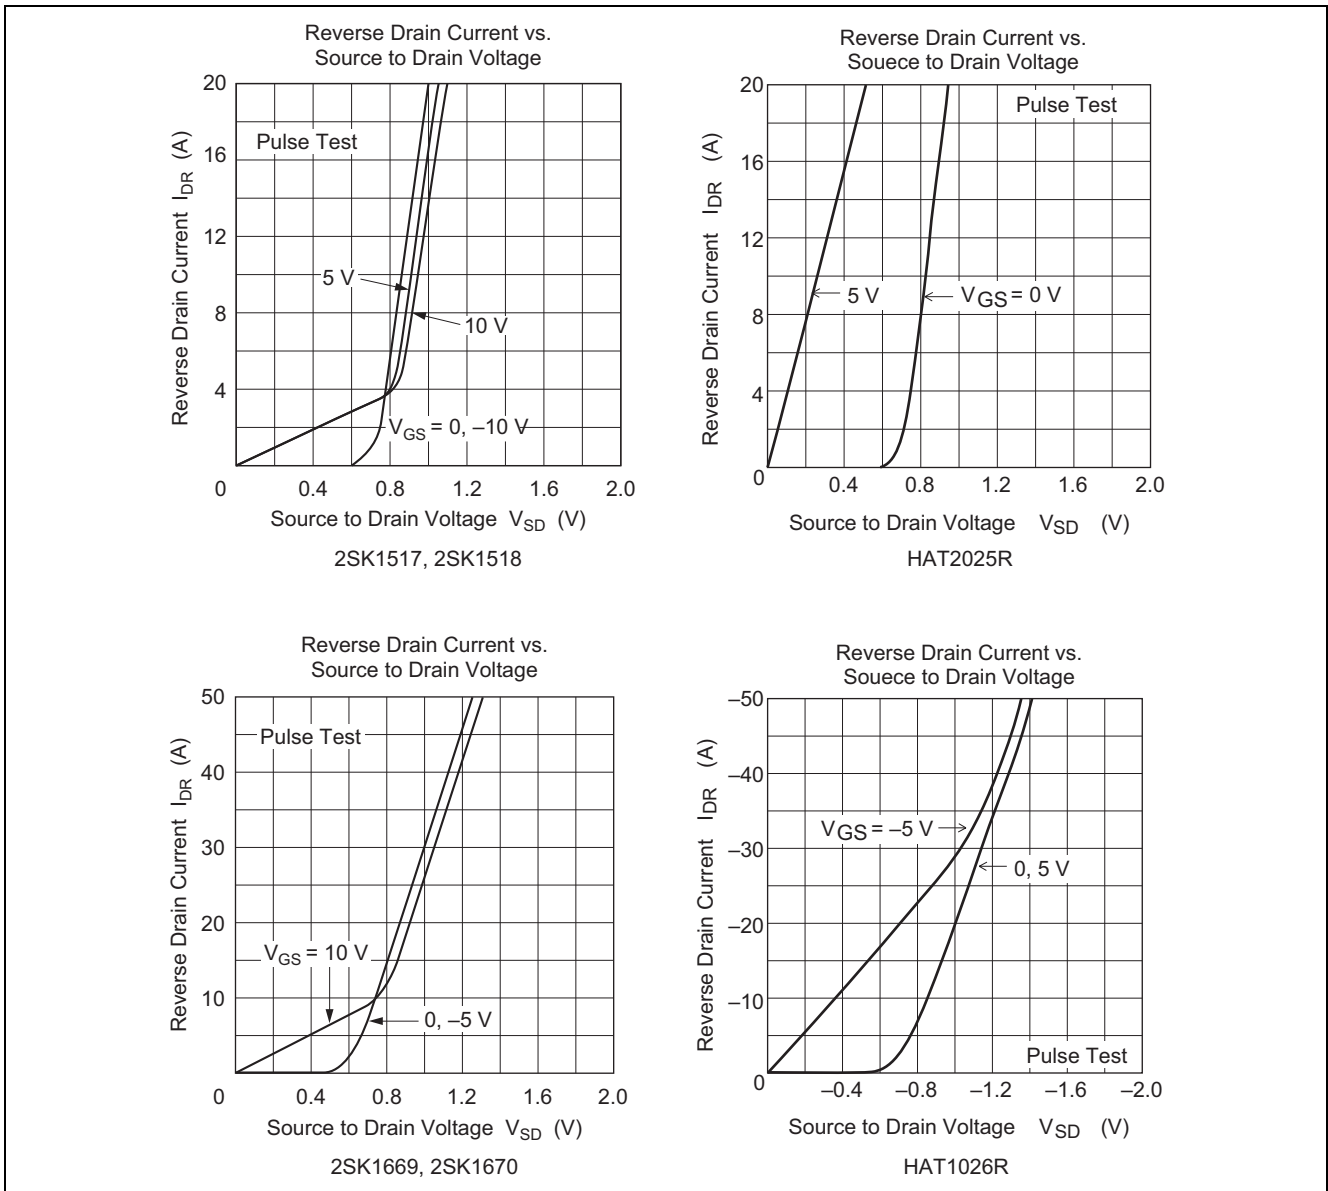 Reverse Drain Current vs.
Source to Drain Voltage
20
16
12
8
4
0
0.4
0.8
1.2
1.6
2.0
Pulse Test
5 V
10 V
VGS = 0, –10 V
Reverse Drain Current IDR (A)
Source to Drain Voltage VSD (V)
2SK1517, 2SK1518
Reverse Drain Current vs.
Souece to Drain Voltage
20
16
12
8
4
0
0.4
0.8
1.2
1.6
2.0
Pulse Test
5 V
VGS = 0 V
Reverse Drain Current IDR (A)
Source to Drain Voltage VSD (V)
HAT2025R
Reverse Drain Current vs.
Source to Drain Voltage
50
40
30
20
10
0
0.4
0.8
1.2
1.6
2.0
Pulse Test
VGS = 10 V
0, –5 V
Reverse Drain Current IDR (A)
Source to Drain Voltage VSD (V)
2SK1669, 2SK1670
Reverse Drain Current vs.
Souece to Drain Voltage
–50
–40
–30
–20
–10
0
–0.4
–0.8
–1.2
–1.6
–2.0
VGS = –5 V
0, 5 V
Pulse Test
Reverse Drain Current IDR (A)
Source to Drain Voltage VSD (V)
HAT1026R